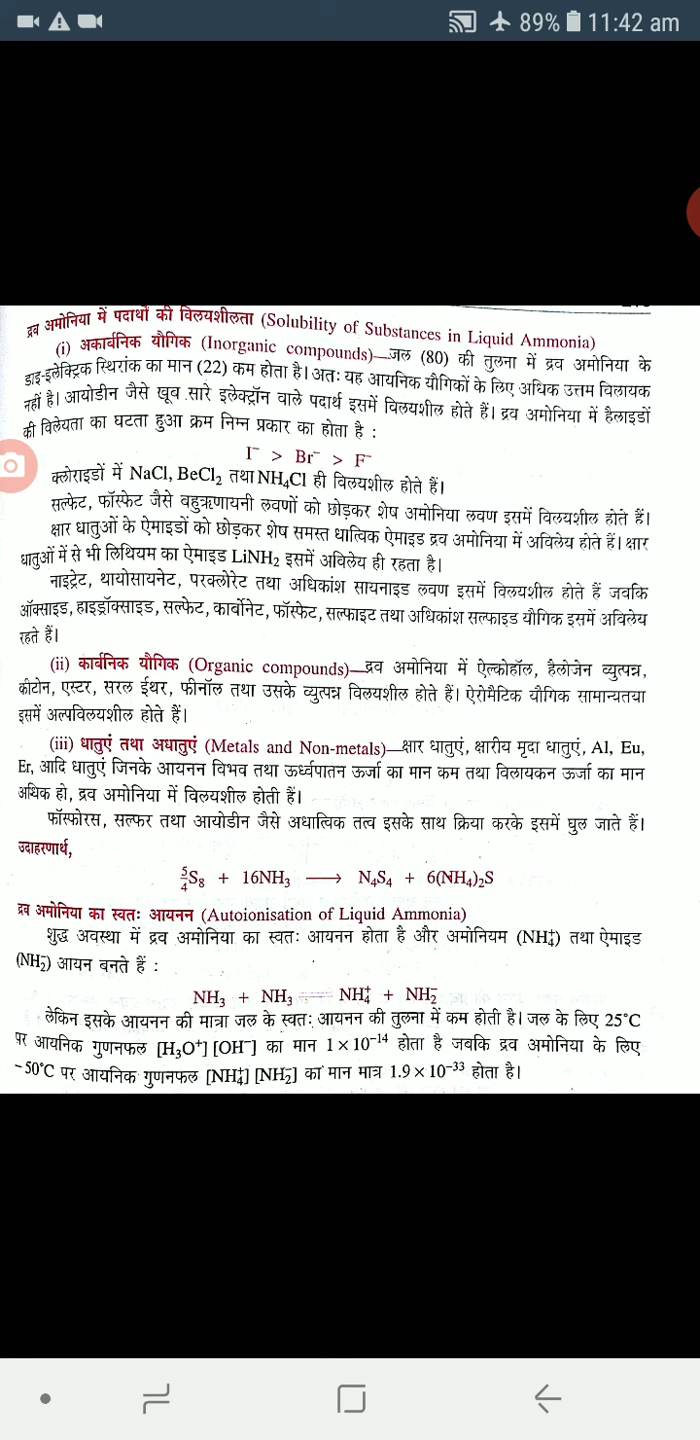 89% 11:42 am
द्रव अमोनिया में पदार्थों की विलयशीलता (Solubility of Substances in Liquid Ammonia)
(i) अकार्बनिक यौगिक (Inorganic compounds)—जल (80) की तुलना में द्रव अमोनिया के
डाइ-इलेक्ट्रिक स्थिरांक का मान (22) कम होता है। अतः यह आयनिक यौगिकों के लिए अधिक उत्तम विलायक
नहीं है। आयोडीन जैसे खूब सारे इलेक्ट्रॉन वाले पदार्थ इसमें विलयशील होते हैं। द्रव अमोनिया में हैलाइडों
की विलेयता का घटता हुआ क्रम निम्न प्रकार का होता है :
I⁻ > Br⁻ > F⁻
क्लोराइडों में NaCl, BeCl₂ तथा NH₄Cl ही विलयशील होते हैं।
सल्फेट, फॉस्फेट जैसे बहुऋणायनी लवणों को छोड़कर शेष अमोनिया लवण इसमें विलयशील होते हैं।
क्षार धातुओं के ऐमाइडों को छोड़कर शेष समस्त धात्विक ऐमाइड द्रव अमोनिया में अविलेय होते हैं। क्षार
धातुओं में से भी लिथियम का ऐमाइड LiNH₂ इसमें अविलेय ही रहता है।
नाइट्रेट, थायोसायनेट, परक्लोरेट तथा अधिकांश सायनाइड लवण इसमें विलयशील होते हैं जबकि
ऑक्साइड, हाइड्रॉक्साइड, सल्फेट, कार्बोनेट, फॉस्फेट, सल्फाइट तथा अधिकांश सल्फाइड यौगिक इसमें अविलेय
रहते हैं।
(ii) कार्बनिक यौगिक (Organic compounds)—द्रव अमोनिया में ऐल्कोहॉल, हैलोजेन व्युत्पन्न,
कीटोन, एस्टर, सरल ईथर, फीनॉल तथा उसके व्युत्पन्न विलयशील होते हैं। ऐरोमैटिक यौगिक सामान्यतया
इसमें अल्पविलयशील होते हैं।
(iii) धातुएं तथा अधातुएं (Metals and Non-metals)—क्षार धातुएं, क्षारीय मृदा धातुएं, Al, Eu,
Er, आदि धातुएं जिनके आयनन विभव तथा ऊर्ध्वपातन ऊर्जा का मान कम तथा विलायकन ऊर्जा का मान
अधिक हो, द्रव अमोनिया में विलयशील होती हैं।
फॉस्फोरस, सल्फर तथा आयोडीन जैसे अधात्विक तत्व इसके साथ क्रिया करके इसमें घुल जाते हैं।
उदाहरणार्थ,
5/4 S₈ + 16NH₃ ⟶ N₄S₄ + 6(NH₄)₂S
द्रव अमोनिया का स्वतः आयनन (Autoionisation of Liquid Ammonia)
शुद्ध अवस्था में द्रव अमोनिया का स्वतः आयनन होता है और अमोनियम (NH₄⁺) तथा ऐमाइड
(NH₂⁻) आयन बनते हैं :
NH₃ + NH₃ ═ NH₄⁺ + NH₂⁻
लेकिन इसके आयनन की मात्रा जल के स्वतः आयनन की तुलना में कम होती है। जल के लिए 25°C
पर आयनिक गुणनफल [H₃O⁺] [OH⁻] का मान 1 × 10⁻¹⁴ होता है जबकि द्रव अमोनिया के लिए
-50°C पर आयनिक गुणनफल [NH₄⁺] [NH₂⁻] का मान मात्र 1.9 × 10⁻³³ होता है।